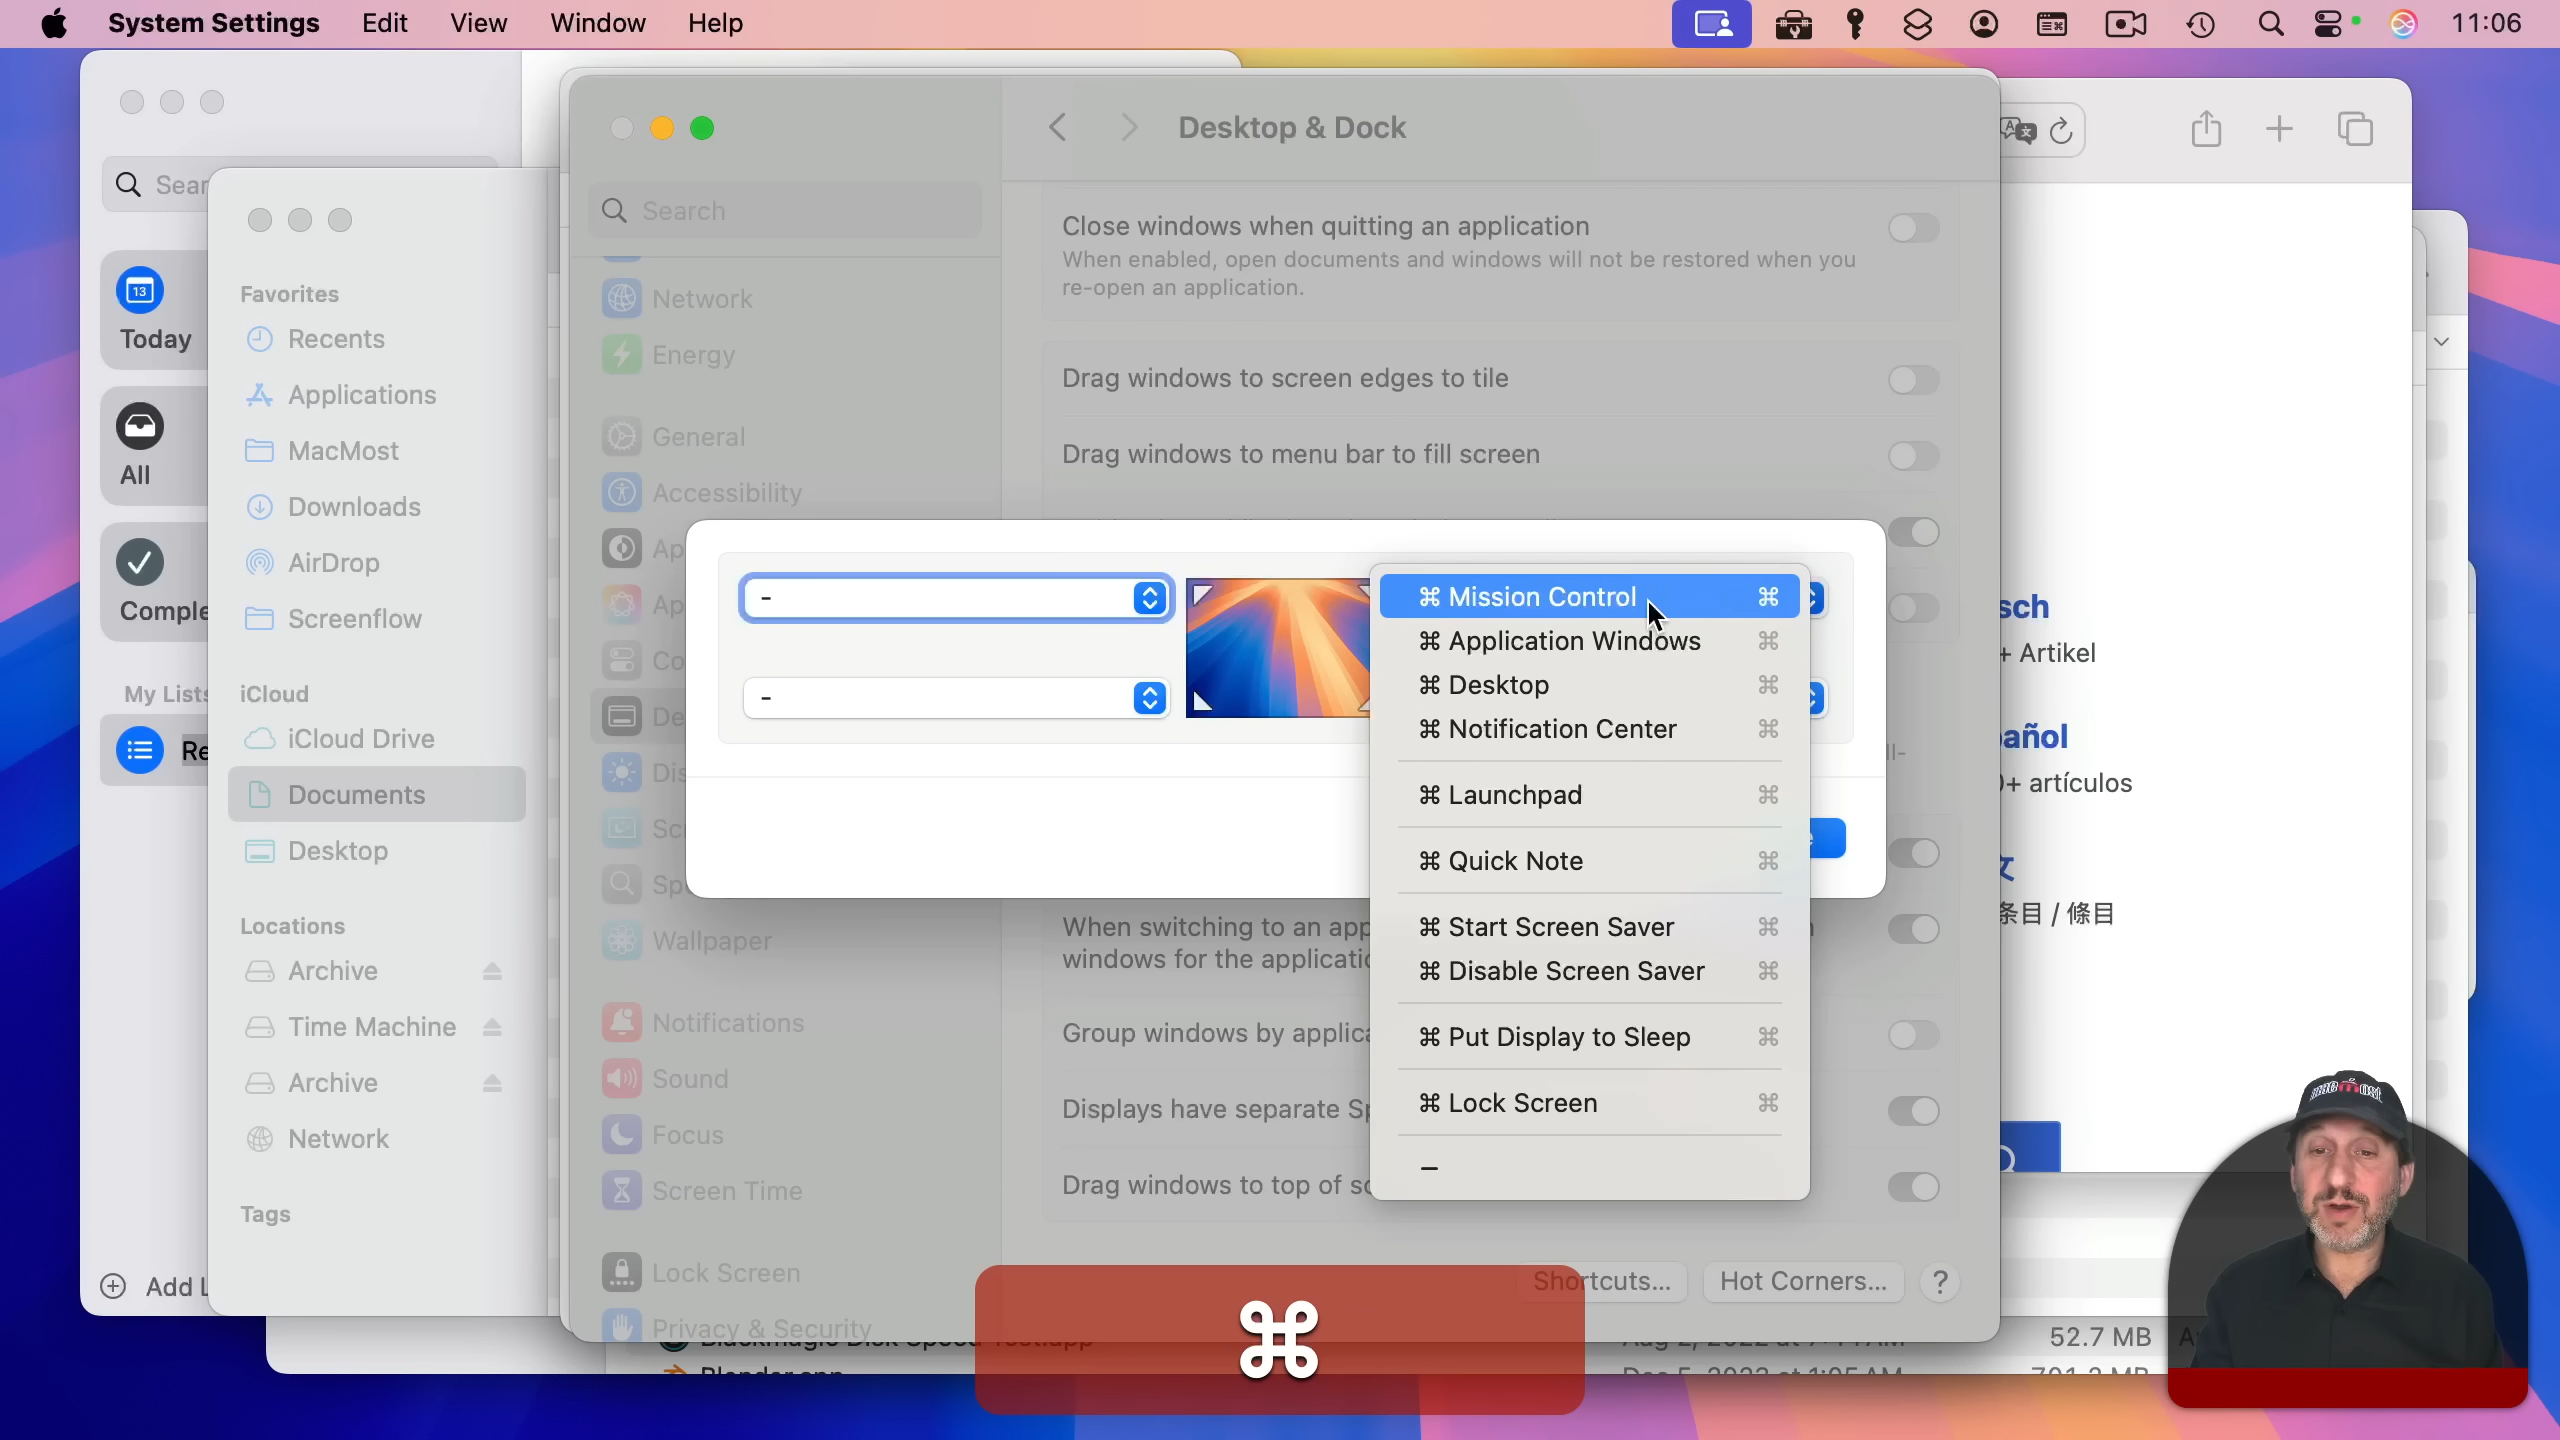 System Settings Edit View Window Help 11:06
Desktop & Dock
Search
Favorites
Recents
Applications
MacMost
Downloads
AirDrop
Screenflow
iCloud
iCloud Drive
Documents
Desktop
Locations
Archive
Time Machine
Archive
Network
Tags
13
Today
All
My Lists
Search
Network
Energy
General
Accessibility
Wallpaper
Notifications
Sound
Focus
Screen Time
Lock Screen
Privacy & Security
Close windows when quitting an application
When enabled, open documents and windows will not be restored when you
re-open an application.
Drag windows to screen edges to tile
Drag windows to menu bar to fill screen
-
-
⌘ Mission Control ⌘
⌘ Application Windows ⌘
⌘ Desktop ⌘
⌘ Notification Center ⌘
⌘ Launchpad ⌘
⌘ Quick Note ⌘
⌘ Start Screen Saver ⌘
⌘ Disable Screen Saver ⌘
⌘ Put Display to Sleep ⌘
⌘ Lock Screen ⌘
–
When switching to an app
windows for the applicatio
Group windows by applica
Displays have separate Sp
Drag windows to top of sc
Shortcuts... Hot Corners... ?
⌘
+ Artikel
+ artículos
条目 / 條目
52.7 MB